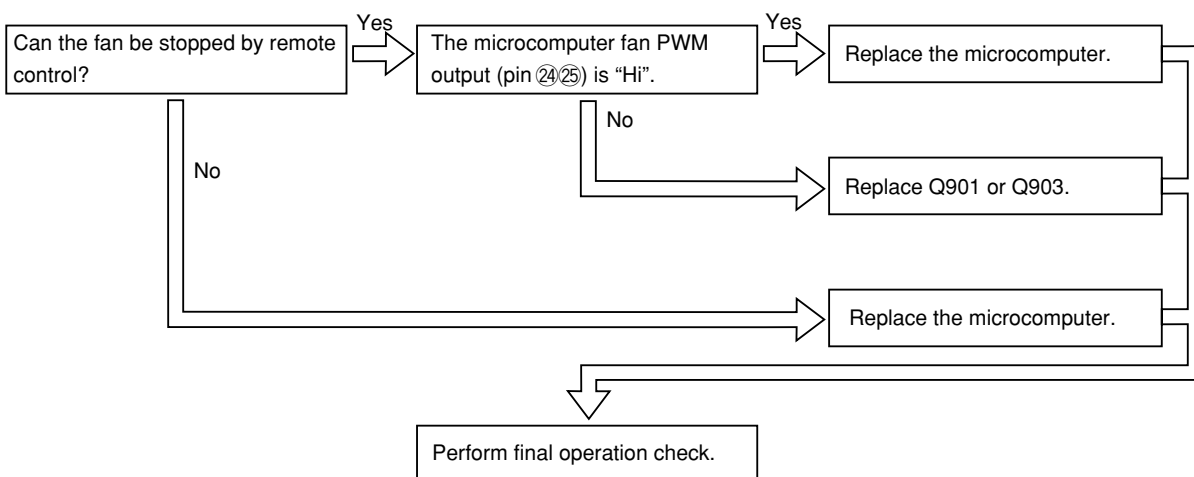 Can the fan be stopped by remote
control?
Yes
The microcomputer fan PWM
output (pin ㉔㉕) is “Hi”.
Yes
Replace the microcomputer.
No
No
Replace Q901 or Q903.
Replace the microcomputer.
Perform final operation check.